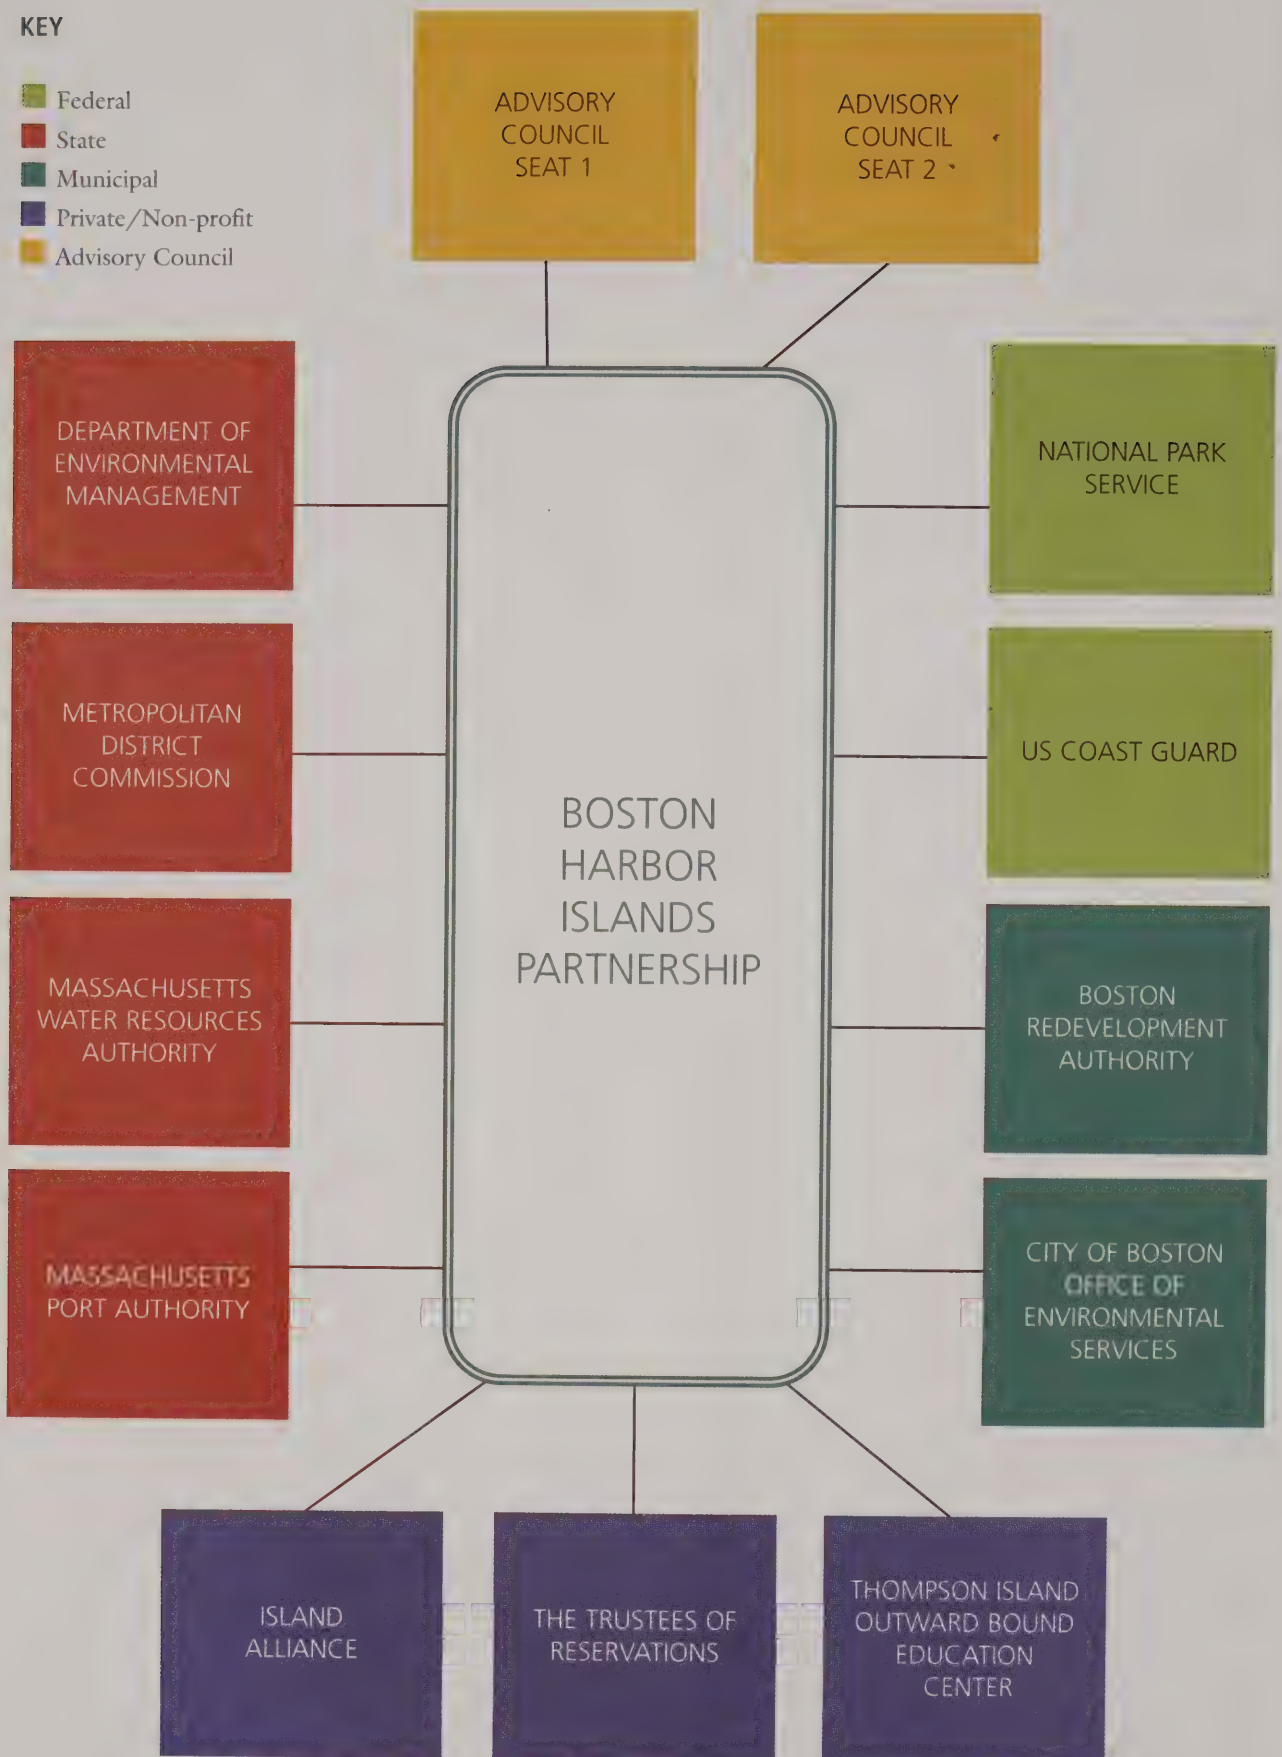 KEY
Federal
State
Municipal
Private/Non-profit
Advisory Council
ADVISORY
COUNCIL
SEAT 1
ADVISORY
COUNCIL
SEAT 2
DEPARTMENT OF
ENVIRONMENTAL
MANAGEMENT
NATIONAL PARK
SERVICE
METROPOLITAN
DISTRICT
COMMISSION
US COAST GUARD
BOSTON
HARBOR
ISLANDS
PARTNERSHIP
MASSACHUSETTS
WATER RESOURCES
AUTHORITY
BOSTON
REDEVELOPMENT
AUTHORITY
MASSACHUSETTS
PORT AUTHORITY
CITY OF BOSTON
OFFICE OF
ENVIRONMENTAL
SERVICES
ISLAND
ALLIANCE
THE TRUSTEES OF
RESERVATIONS
THOMPSON ISLAND
OUTWARD BOUND
EDUCATION
CENTER